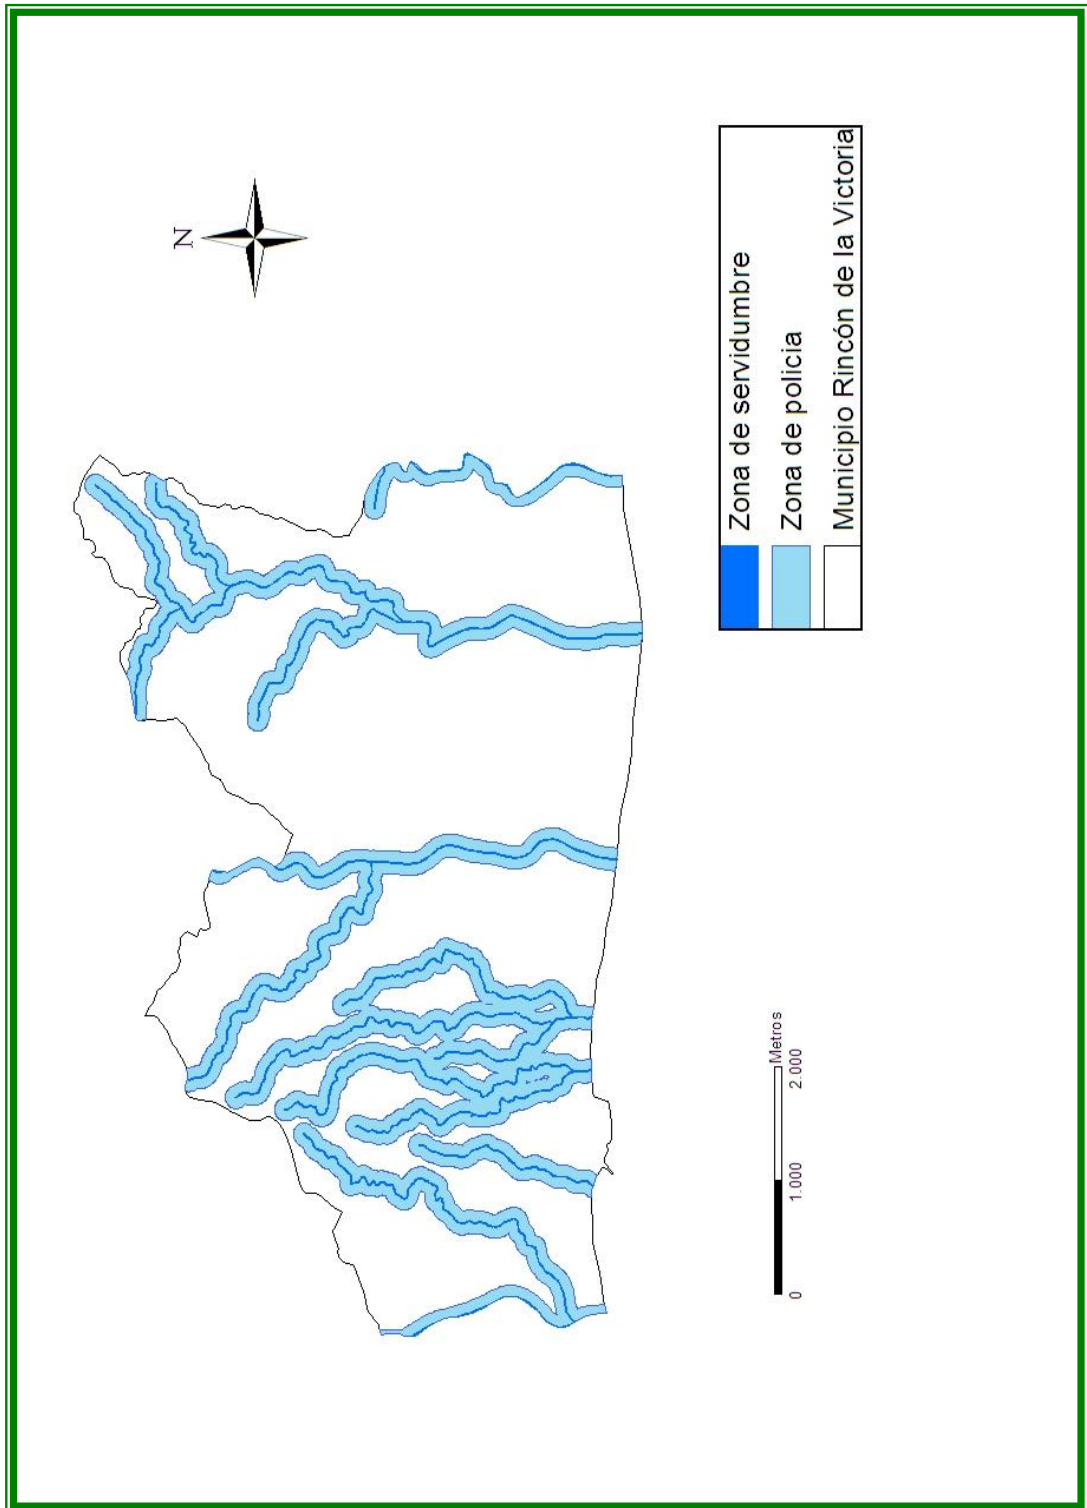 N
Zona de servidumbre
Zona de policia
Municipio Rincón de la Victoria
Metros
0 1.000 2.000